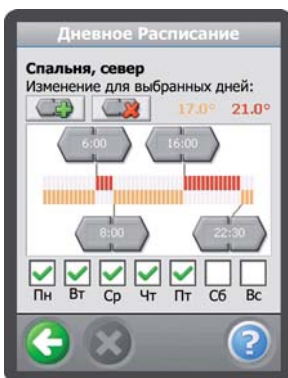 Дневное Расписание
Спальня, север
Изменение для выбранных дней:
17.0° 21.0°
6:00 16:00
8:00 22:30
Пн Вт Ср Чт Пт Сб Вс
?